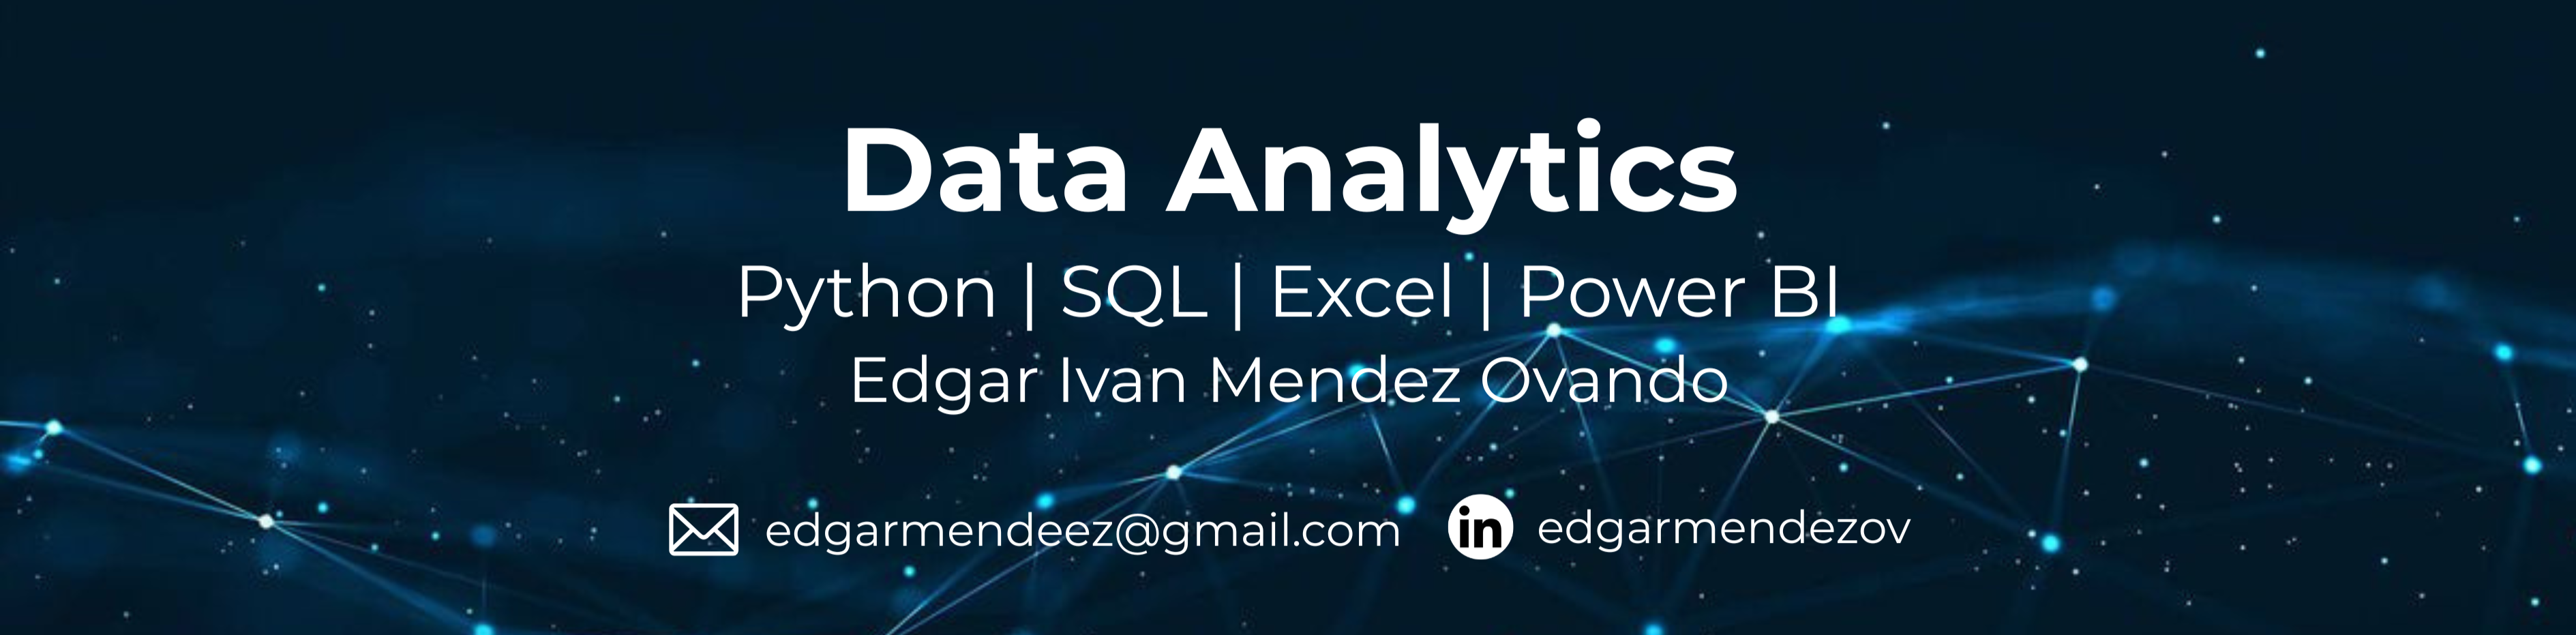 Data Analytics
Python | SQL | Excel | Power BI
Edgar Ivan Mendez Ovando
edgarmendeez@gmail.com in edgarmendezov